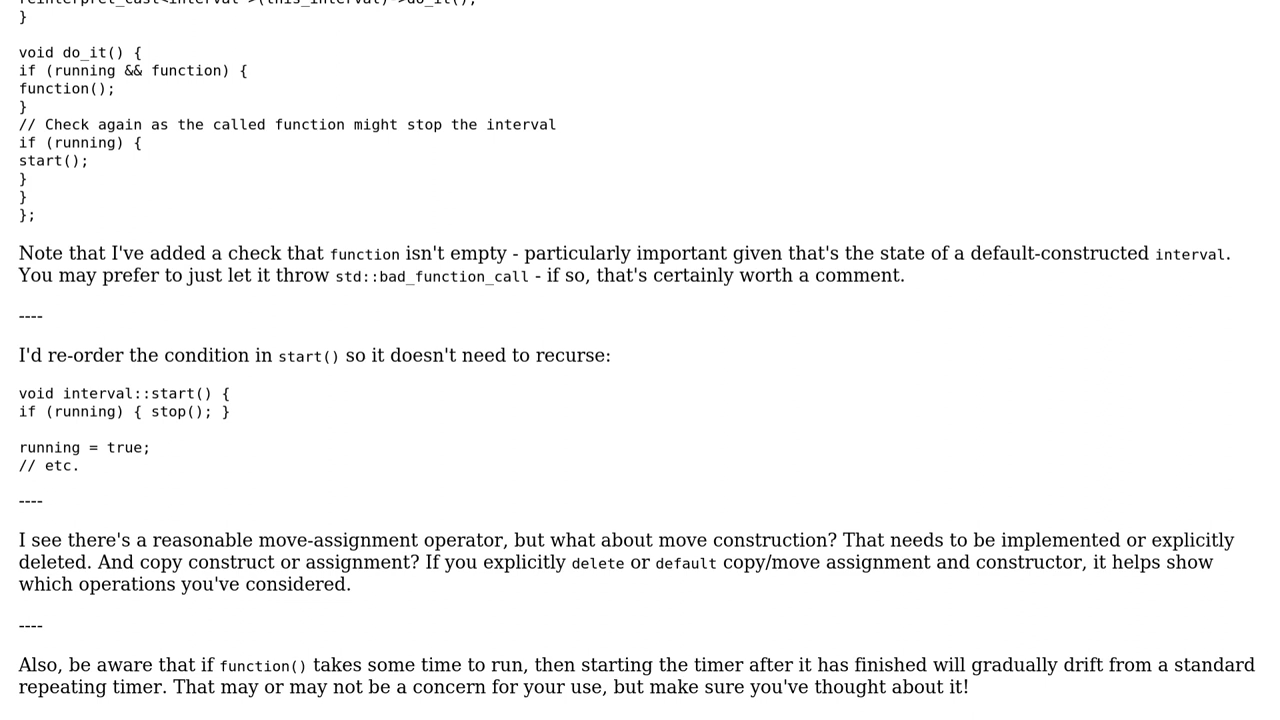 reinterpret_cast<interval*>(this_interval)->do_it();
}
void do_it() {
if (running && function) {
function();
}
// Check again as the called function might stop the interval
if (running) {
start();
}
}
};
Note that I've added a check that function isn't empty - particularly important given that's the state of a default-constructed interval.
You may prefer to just let it throw std::bad_function_call - if so, that's certainly worth a comment.
----
I'd re-order the condition in start() so it doesn't need to recurse:
void interval::start() {
if (running) { stop(); }
running = true;
// etc.
----
I see there's a reasonable move-assignment operator, but what about move construction? That needs to be implemented or explicitly
deleted. And copy construct or assignment? If you explicitly delete or default copy/move assignment and constructor, it helps show
which operations you've considered.
----
Also, be aware that if function() takes some time to run, then starting the timer after it has finished will gradually drift from a standard
repeating timer. That may or may not be a concern for your use, but make sure you've thought about it!